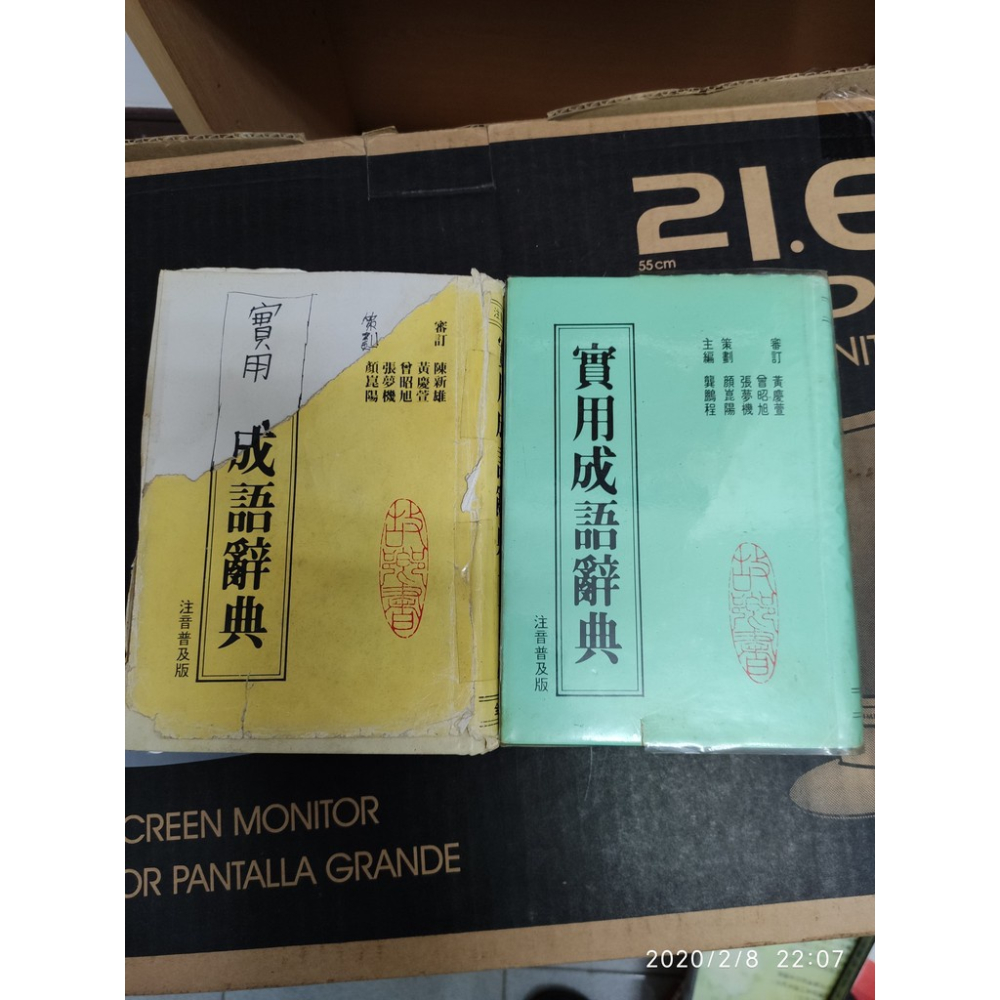 21.6
55cm
實用
成語辭典
注音普及版
策劃
審訂
陳新雄
黃慶萱
曾昭旭
張夢機
顏崑陽
實用成語辭典
注音普及版
審訂
黃慶萱
曾昭旭
張夢機
策劃
顏崑陽
主編
龔鵬程
CREEN MONITOR
OR PANTALLA GRANDE
2020/2/8 22:07